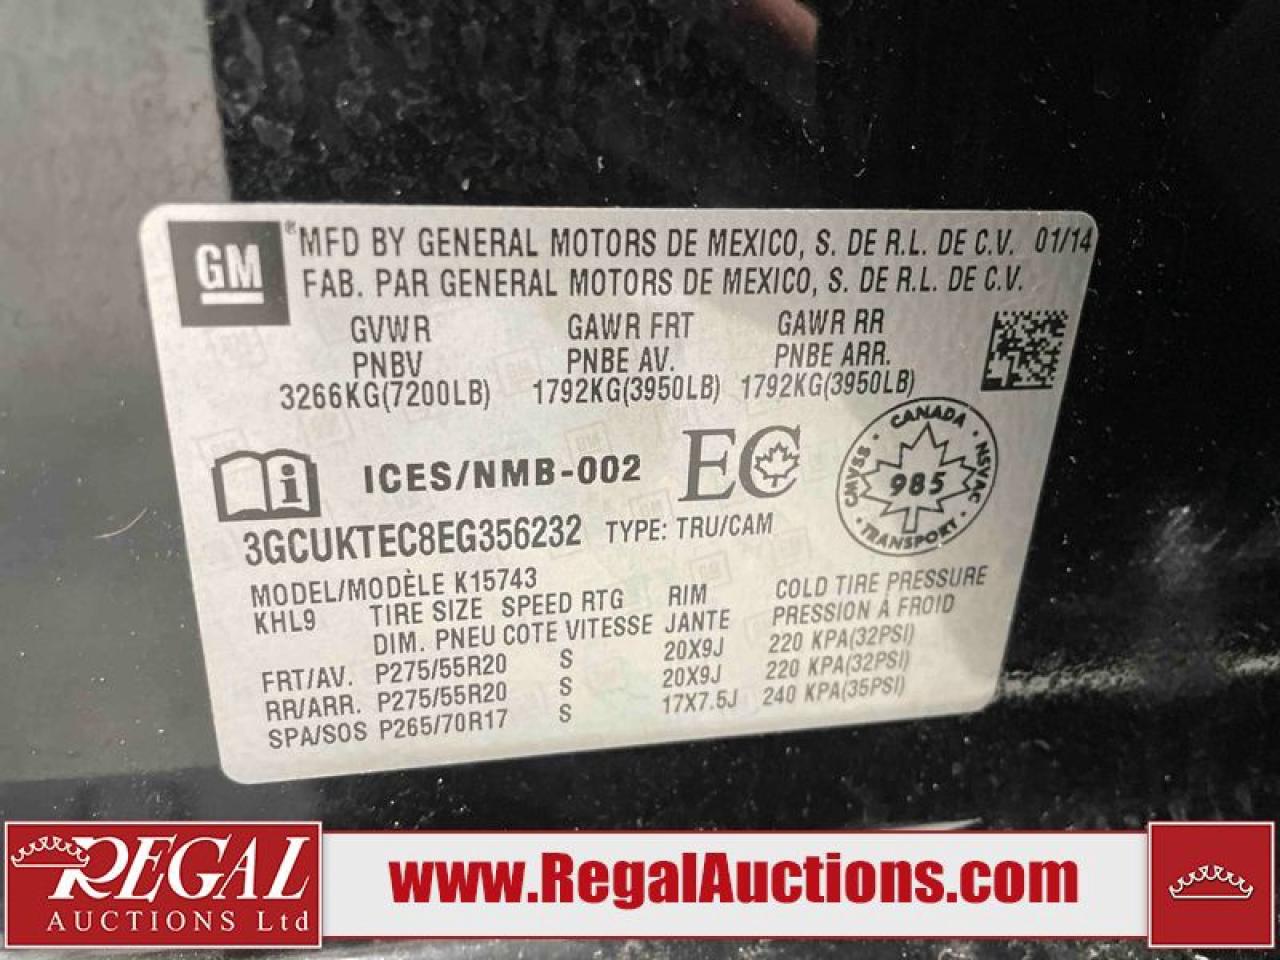 GM
® MFD BY GENERAL MOTORS DE MEXICO, S. DE R.L. DE C.V. 01/14
FAB. PAR GENERAL MOTORS DE MEXICO, S. DE R.L. DE C.V.
GVWR GAWR FRT GAWR RR
PNBV PNBE AV. PNBE ARR.
3266KG(7200LB) 1792KG(3950LB) 1792KG(3950LB)
i ICES/NMB-002 EC
CANADA
CMVSS 985 NSVAC
TRANSPORT
3GCUKTEC8EG356232 TYPE: TRU/CAM
MODEL/MODÈLE K15743
KHL9 TIRE SIZE SPEED RTG RIM COLD TIRE PRESSURE
DIM. PNEU COTE VITESSE JANTE PRESSION À FROID
FRT/AV. P275/55R20 S 20X9J 220 KPA(32PSI)
RR/ARR. P275/55R20 S 20X9J 220 KPA(32PSI)
SPA/SOS P265/70R17 S 17X7.5J 240 KPA(35PSI)
REGAL
AUCTIONS Ltd
www.RegalAuctions.com